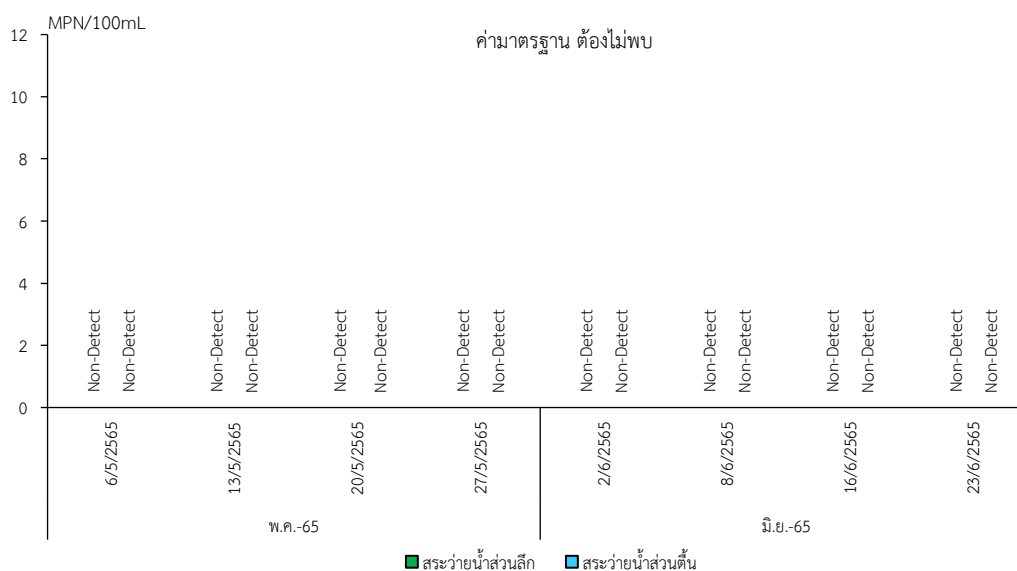 MPN/100mL
ค่ามาตรฐาน ต้องไม่พบ
12
10
8
6
4
2
0
Non-Detect Non-Detect Non-Detect Non-Detect Non-Detect Non-Detect Non-Detect Non-Detect Non-Detect Non-Detect Non-Detect Non-Detect Non-Detect Non-Detect Non-Detect Non-Detect
6/5/2565 13/5/2565 20/5/2565 27/5/2565 2/6/2565 8/6/2565 16/6/2565 23/6/2565
พ.ค.-65 มิ.ย.-65
สระว่ายน้ำส่วนลึก สระว่ายน้ำส่วนตื้น